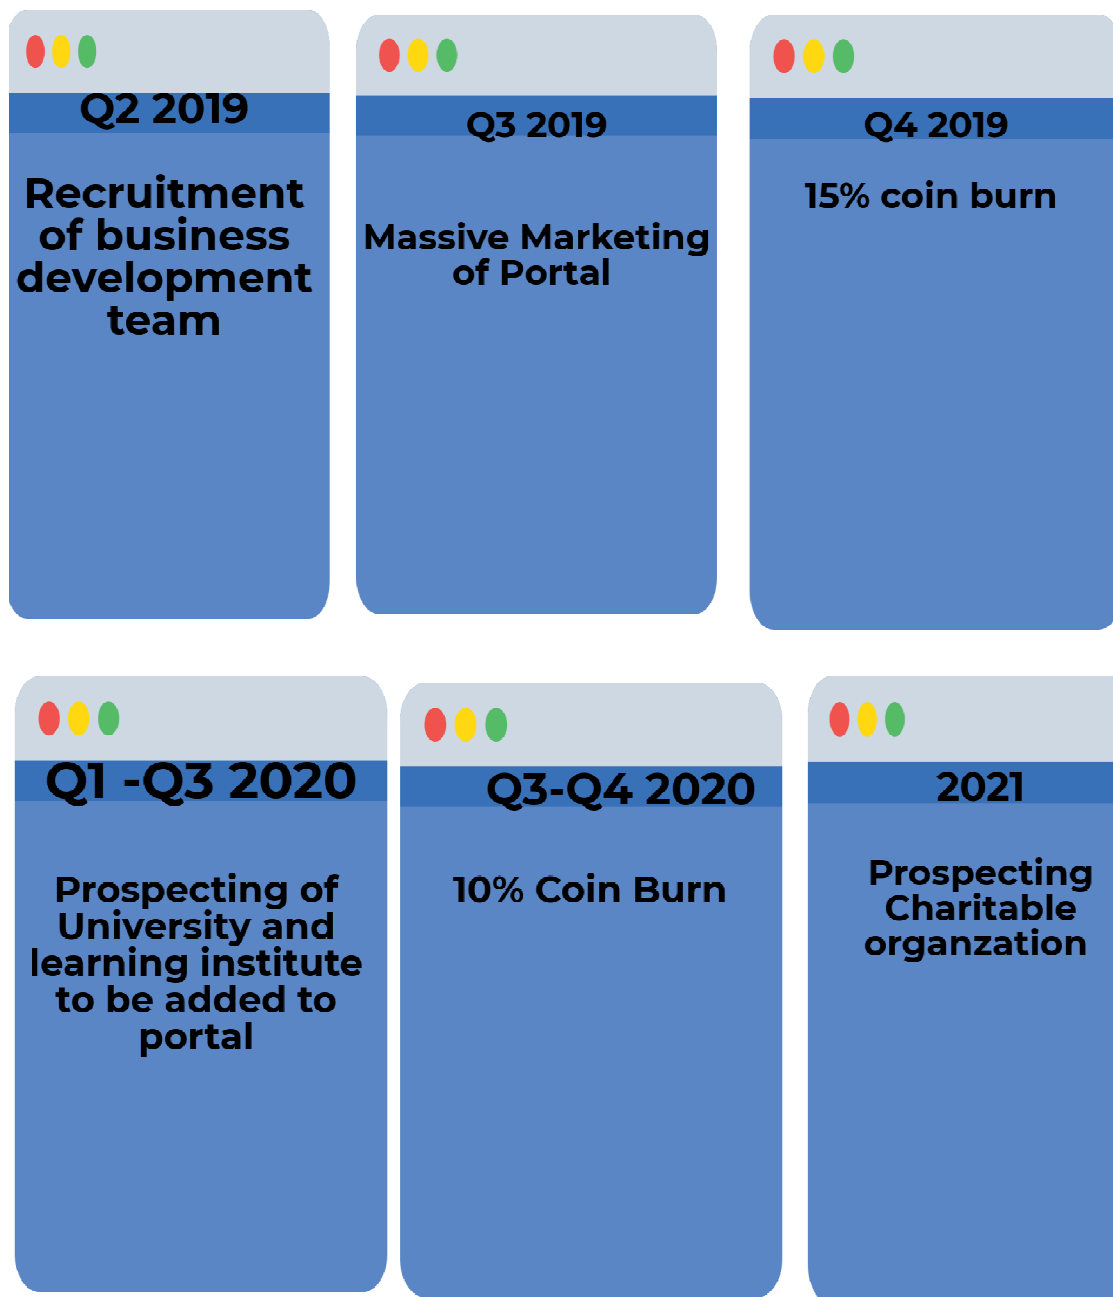 Q2 2019
Recruitment
of business
development
team
Q3 2019
Massive Marketing
of Portal
Q4 2019
15% coin burn
Q1 -Q3 2020
Prospecting of
University and
learning institute
to be added to
portal
Q3-Q4 2020
10% Coin Burn
2021
Prospecting
Charitable
organzation